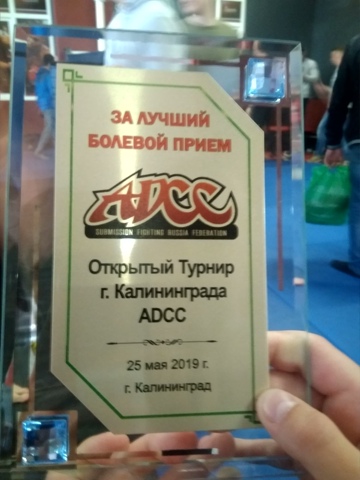 ЗА ЛУЧШИЙ
БОЛЕВОЙ ПРИЕМ
ADCC
SUBMISSION FIGHTING RUSSIA FEDERATION
Открытый Турнир
г. Калининграда
ADCC
25 мая 2019 г.
г. Калининград